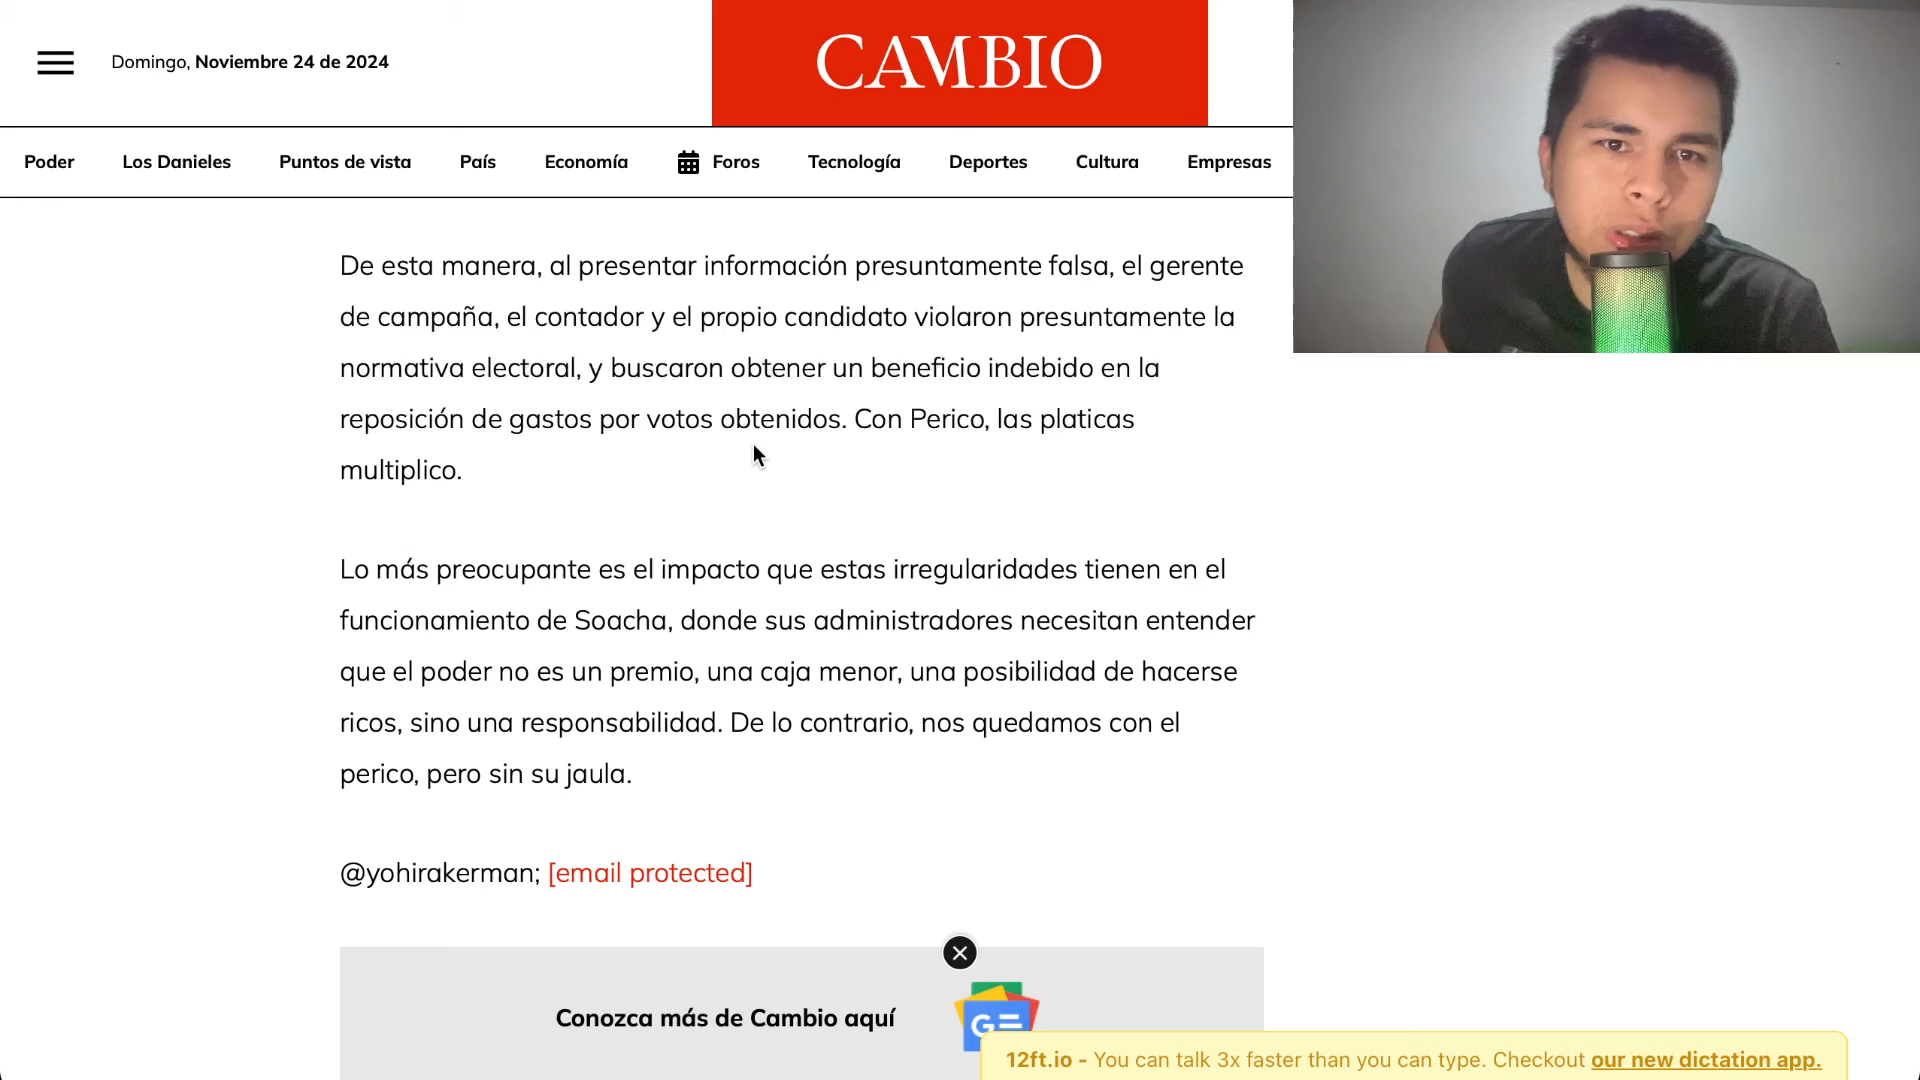 Domingo, Noviembre 24 de 2024
CAMBIO
Poder Los Danieles Puntos de vista País Economía Foros Tecnología Deportes Cultura Empresas
De esta manera, al presentar información presuntamente falsa, el gerente
de campaña, el contador y el propio candidato violaron presuntamente la
normativa electoral, y buscaron obtener un beneficio indebido en la
reposición de gastos por votos obtenidos. Con Perico, las platicas
multiplico.
Lo más preocupante es el impacto que estas irregularidades tienen en el
funcionamiento de Soacha, donde sus administradores necesitan entender
que el poder no es un premio, una caja menor, una posibilidad de hacerse
ricos, sino una responsabilidad. De lo contrario, nos quedamos con el
perico, pero sin su jaula.
@yohirakerman; [email protected]
Conozca más de Cambio aquí
G
12ft.io - You can talk 3x faster than you can type. Checkout our new dictation app.